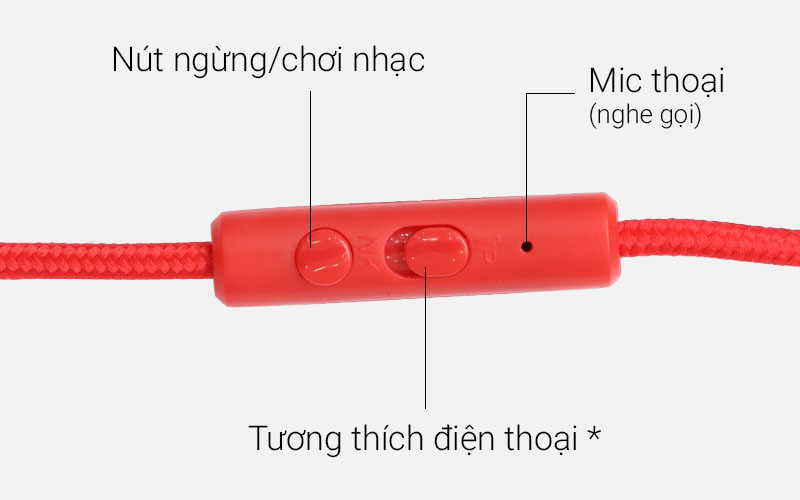 Nút ngừng/chơi nhạc
Mic thoại
(nghe gọi)
Tương thích điện thoại *